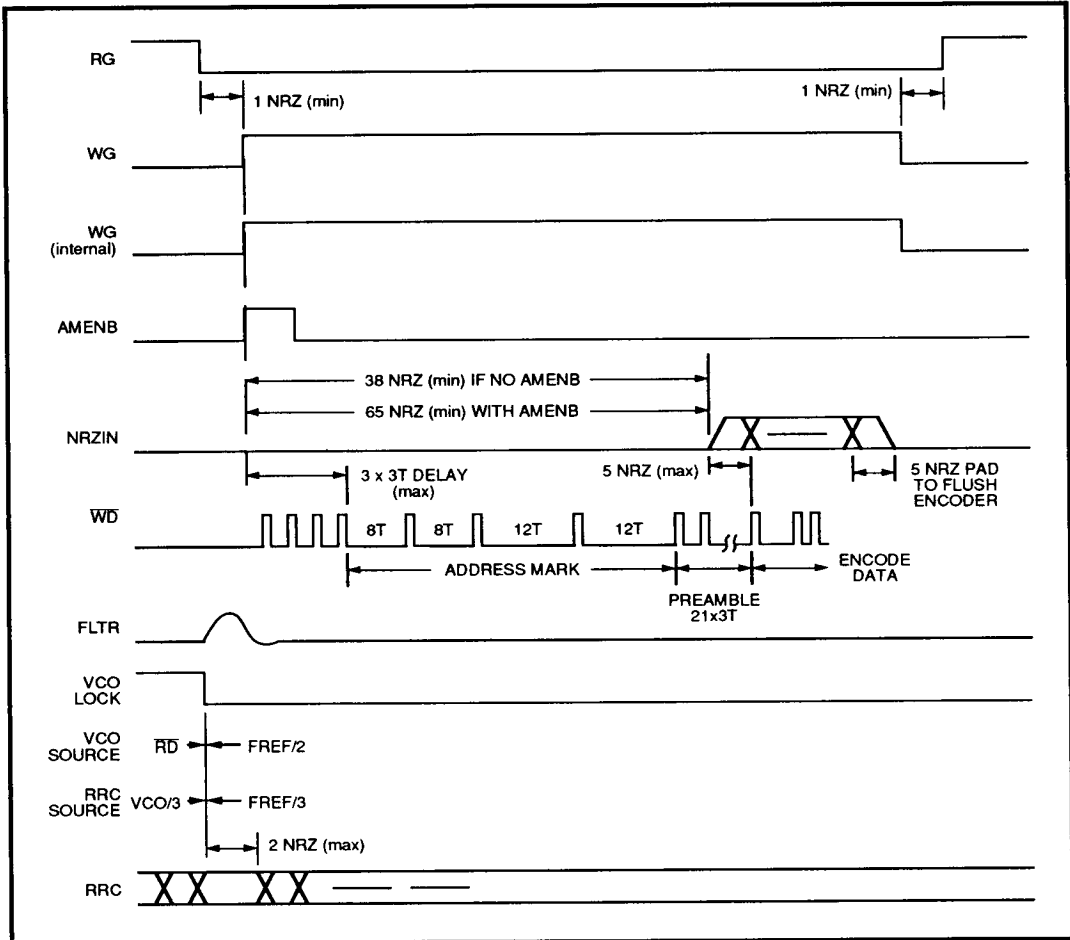 RG
1 NRZ (min)
1 NRZ (min)
WG
WG
(internal)
AMENB
38 NRZ (min) IF NO AMENB
65 NRZ (min) WITH AMENB
NRZIN
5 NRZ (max)
5 NRZ PAD
TO FLUSH
ENCODER
3 x 3T DELAY
(max)
WD
8T
8T
12T
12T
ADDRESS MARK
ENCODE
DATA
PREAMBLE
21x3T
FLTR
VCO
LOCK
VCO
SOURCE
RD
FREF/2
RRC
SOURCE
VCO/3
FREF/3
2 NRZ (max)
RRC